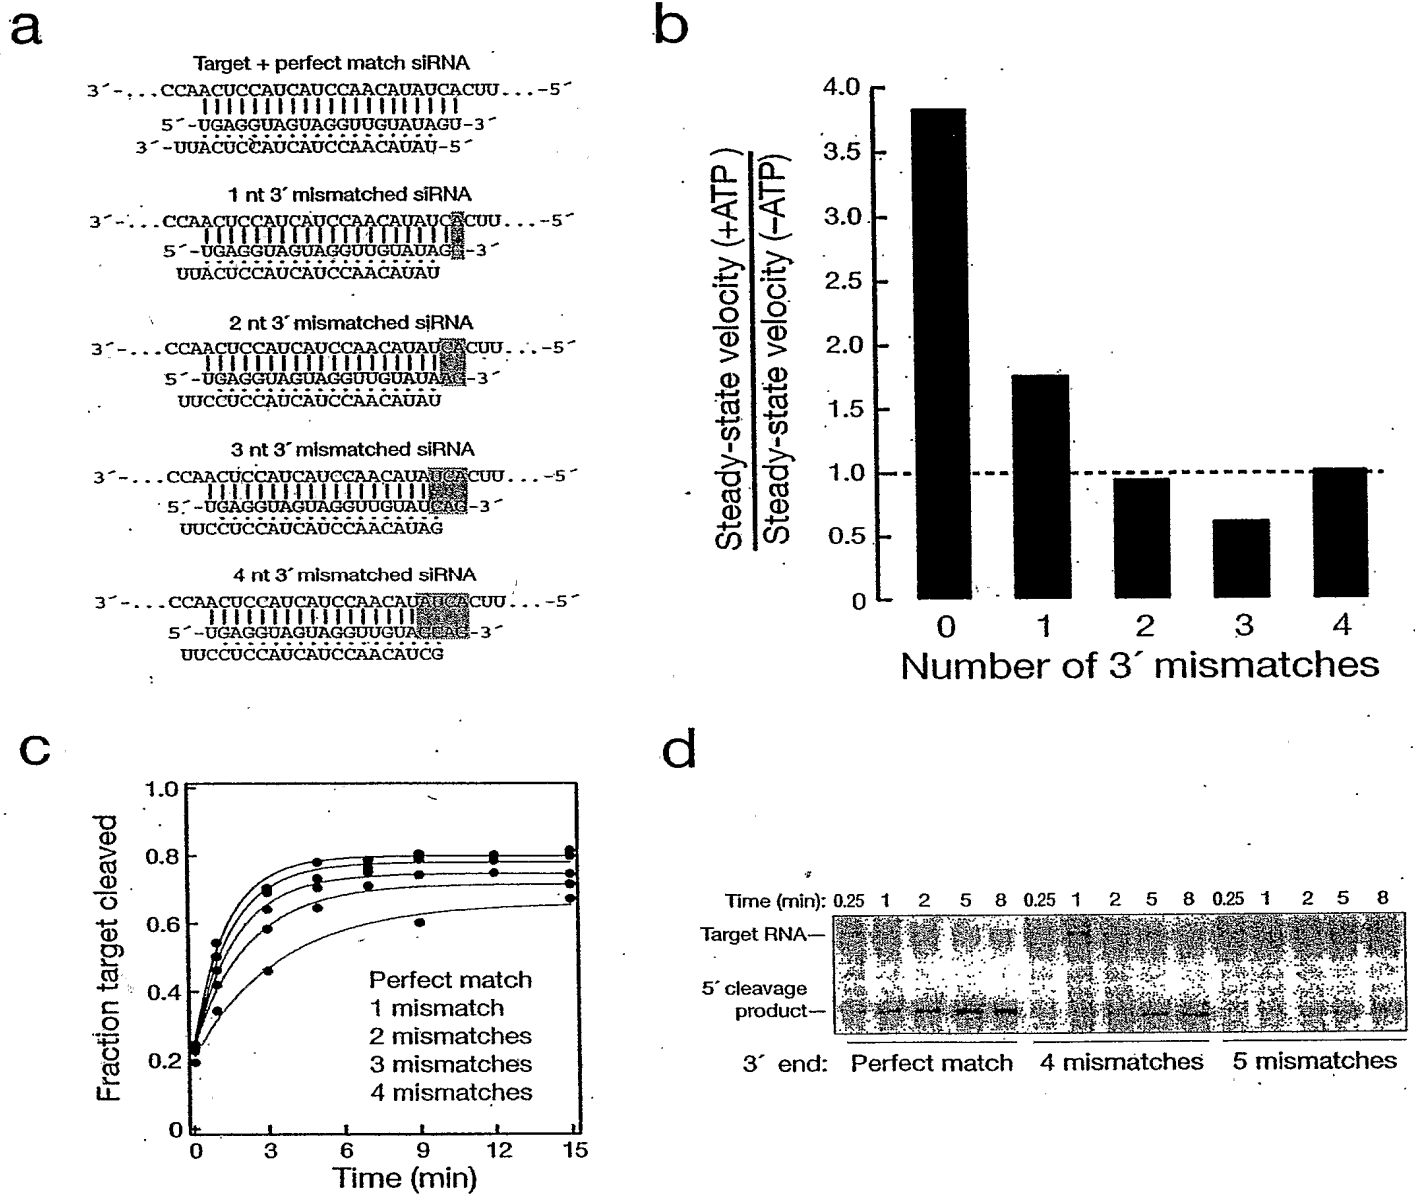 a
Target + perfect match siRNA
3´-...CCAACUCCAUCAUCCAACAUAUCACUU...-5´
5´-UGAGGUAGUAGGUUGUAUAGU-3´
3´-UUACUCCAUCAUCCAACAUAU-5´
1 nt 3´ mismatched siRNA
3´-...CCAACUCCAUCAUCCAACAUAUCACUU...-5´
5´-UGAGGUAGUAGGUUGUAUAGG-3´
UUACUCCAUCAUCCAACAUAU
2 nt 3´ mismatched siRNA
3´-...CCAACUCCAUCAUCCAACAUAUCACUU...-5´
5´-UGAGGUAGUAGGUUGUAUAAG-3´
UUCCUCCAUCAUCCAACAUAU
3 nt 3´ mismatched siRNA
3´-...CCAACUCCAUCAUCCAACAUAUCACUU...-5´
5´-UGAGGUAGUAGGUUGUAUCAG-3´
UUCCUCCAUCAUCCAACAUAG
4 nt 3´ mismatched siRNA
3´-...CCAACUCCAUCAUCCAACAUAUCACUU...-5´
5´-UGAGGUAGUAGGUUGUAGCAG-3´
UUCCUCCAUCAUCCAACAUCG
b
Steady-state velocity (+ATP)
Steady-state velocity (–ATP)
4.0
3.5
3.0
2.5
2.0
1.5
1.0
0.5
0
0 1 2 3 4
Number of 3´ mismatches
c
Fraction target cleaved
1.0
0.8
0.6
0.4
0.2
0
Perfect match
1 mismatch
2 mismatches
3 mismatches
4 mismatches
0 3 6 9 12 15
Time (min)
d
Time (min): 0.25 1 2 5 8 0.25 1 2 5 8 0.25 1 2 5 8
Target RNA–
5´ cleavage
product–
3´ end: Perfect match 4 mismatches 5 mismatches